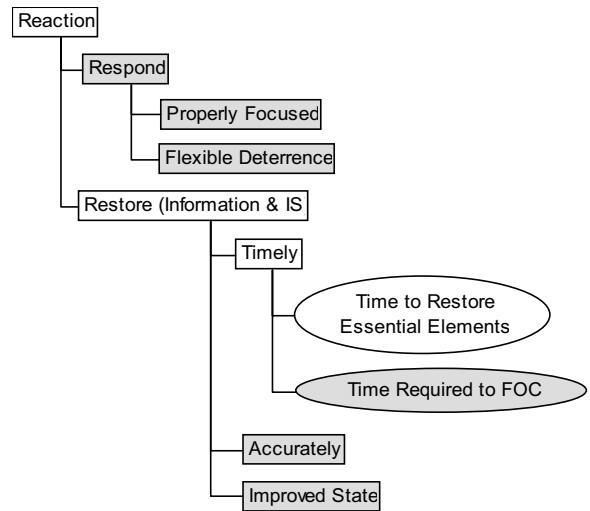 Reaction
Respond
Properly Focused
Flexible Deterrence
Restore (Information & IS
Timely
Time to Restore
Essential Elements
Time Required to FOC
Accurately
Improved State